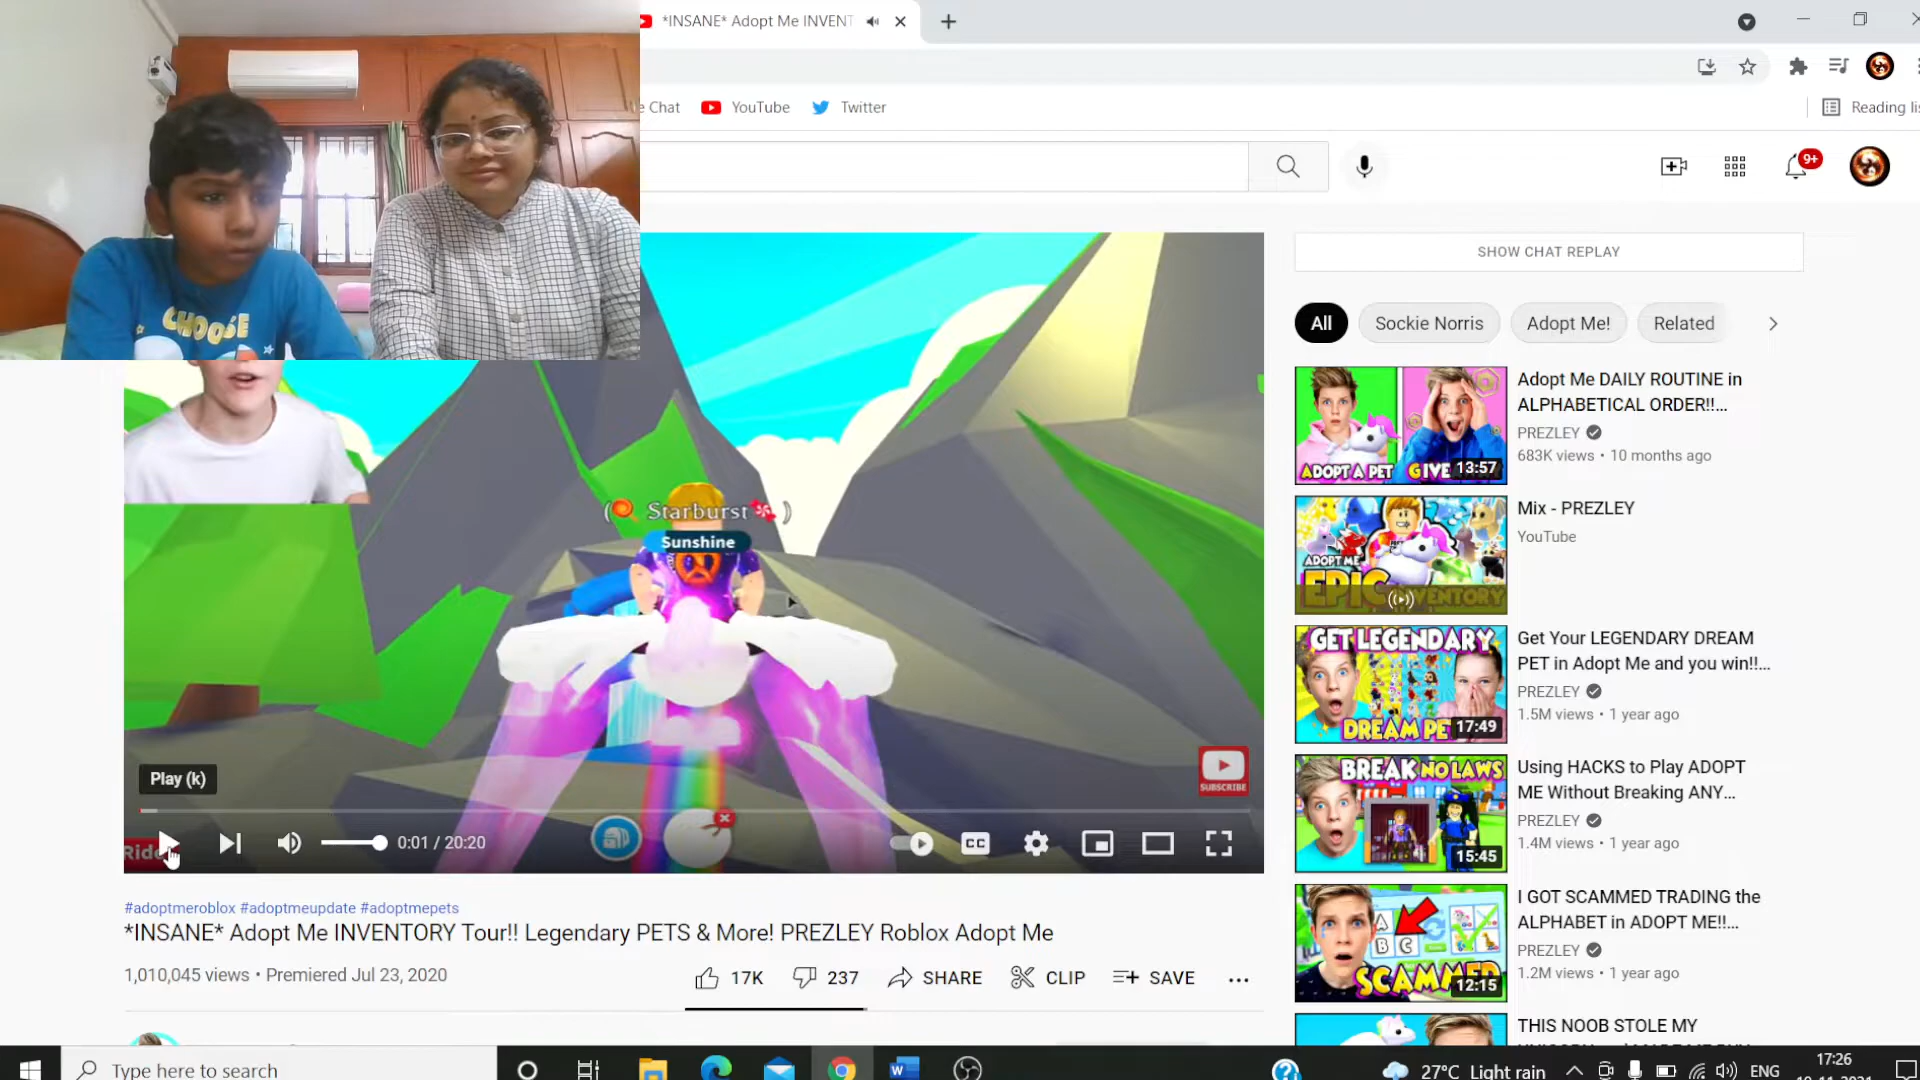 *INSANE* Adopt Me INVENT
Chat
YouTube
Twitter
Reading lis
9+
CHOOSE
SHOW CHAT REPLAY
All
Sockie Norris
Adopt Me!
Related
Starburst
Sunshine
SUBSCRIBE
Play (k)
0:01 / 20:20
CC
#adoptmeroblox #adoptmeupdate #adoptmepets
*INSANE* Adopt Me INVENTORY Tour!! Legendary PETS & More! PREZLEY Roblox Adopt Me
1,010,045 views • Premiered Jul 23, 2020
17K
237
SHARE
CLIP
SAVE
ADOPT A PET
13:57
Adopt Me DAILY ROUTINE in
ALPHABETICAL ORDER!!...
PREZLEY
683K views • 10 months ago
ADOPT ME
EPIC INVENTORY
Mix - PREZLEY
YouTube
GET LEGENDARY
DREAM PE
17:49
Get Your LEGENDARY DREAM
PET in Adopt Me and you win!!...
PREZLEY
1.5M views • 1 year ago
BREAK NO LAWS
15:45
Using HACKS to Play ADOPT
ME Without Breaking ANY...
PREZLEY
1.4M views • 1 year ago
A
B C
SCAMMED
12:15
I GOT SCAMMED TRADING the
ALPHABET in ADOPT ME!!...
PREZLEY
1.2M views • 1 year ago
THIS NOOB STOLE MY
Type here to search
27°C Light rain
ENG
17:26